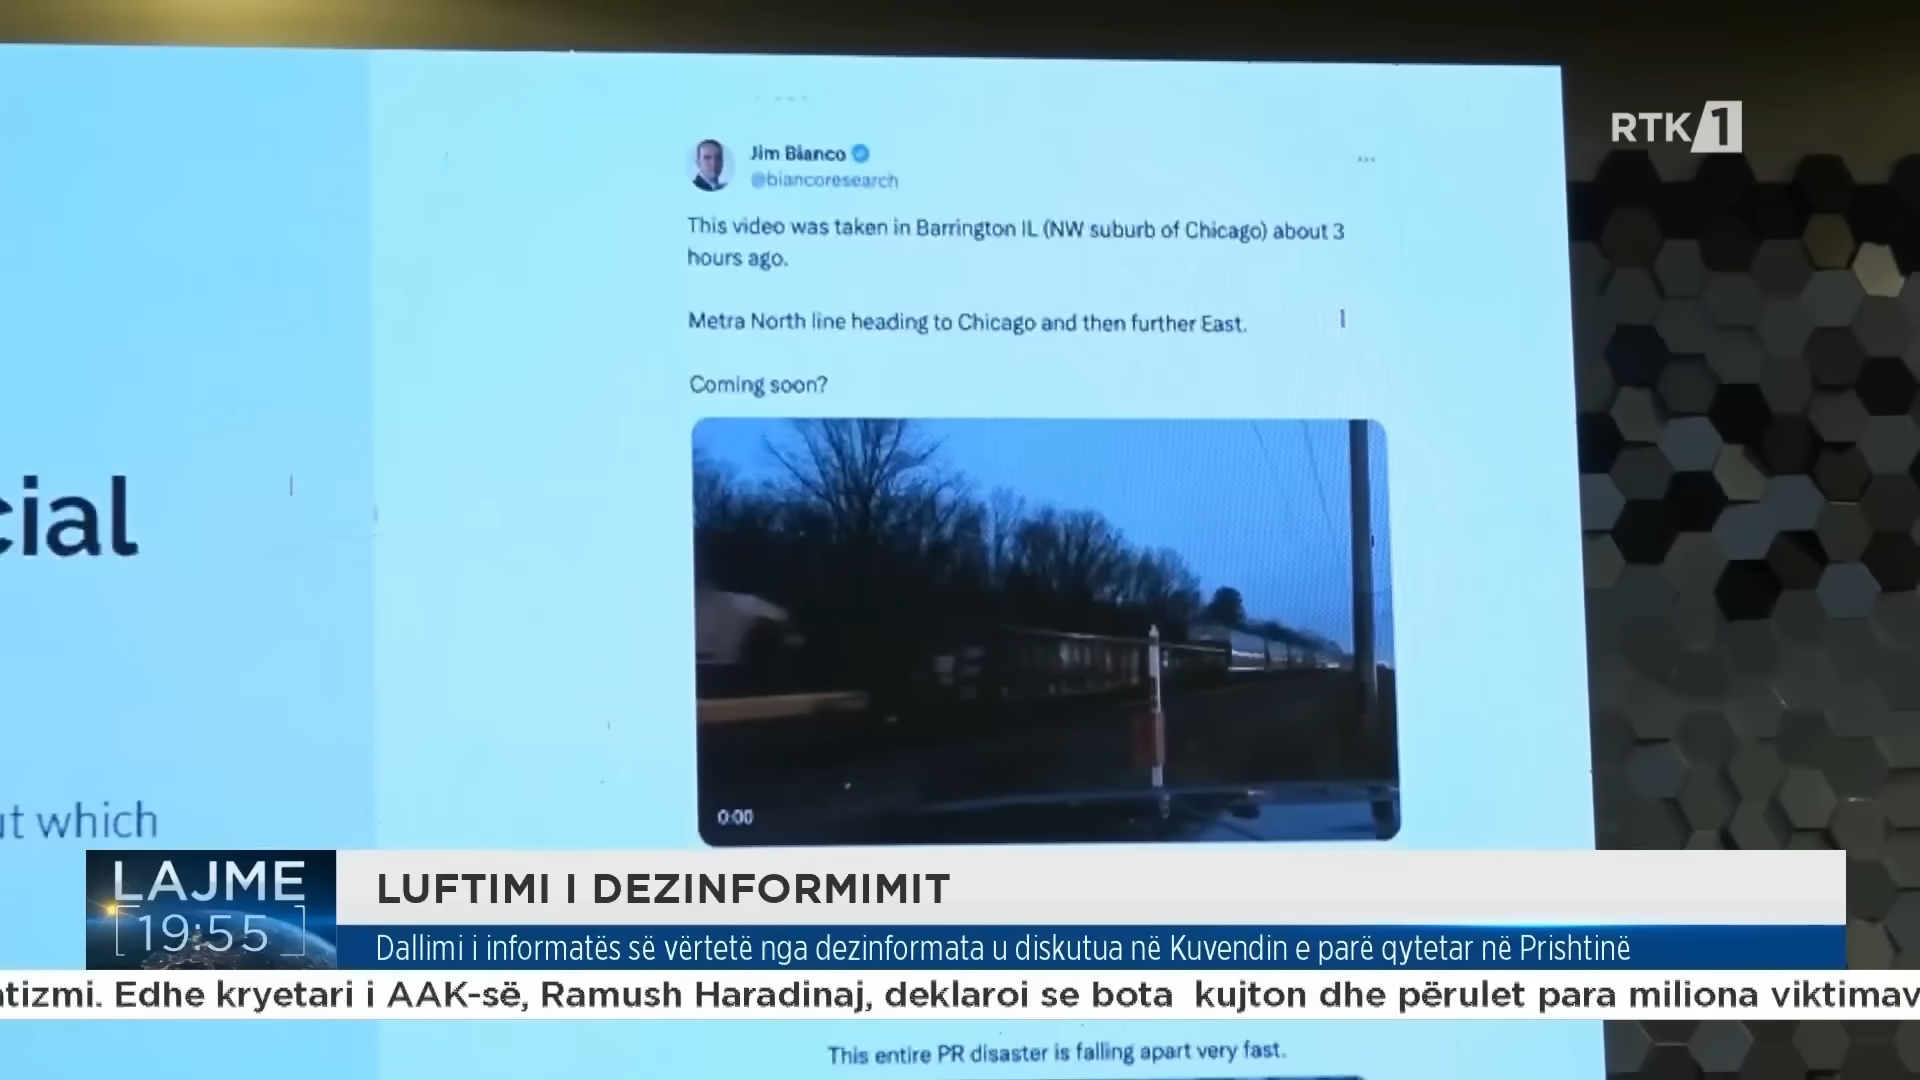 RTK 1
Jim Bianco
@biancoresearch
This video was taken in Barrington IL (NW suburb of Chicago) about 3
hours ago.
Metra North line heading to Chicago and then further East.
Coming soon?
cial
0:00
ut which
LAJME
19:55
LUFTIMI I DEZINFORMIMIT
Dallimi i informatës së vërtetë nga dezinformata u diskutua në Kuvendin e parë qytetar në Prishtinë
atizmi. Edhe kryetari i AAK-së, Ramush Haradinaj, deklaroi se bota kujton dhe përulet para miliona viktimav
This entire PR disaster is falling apart very fast.